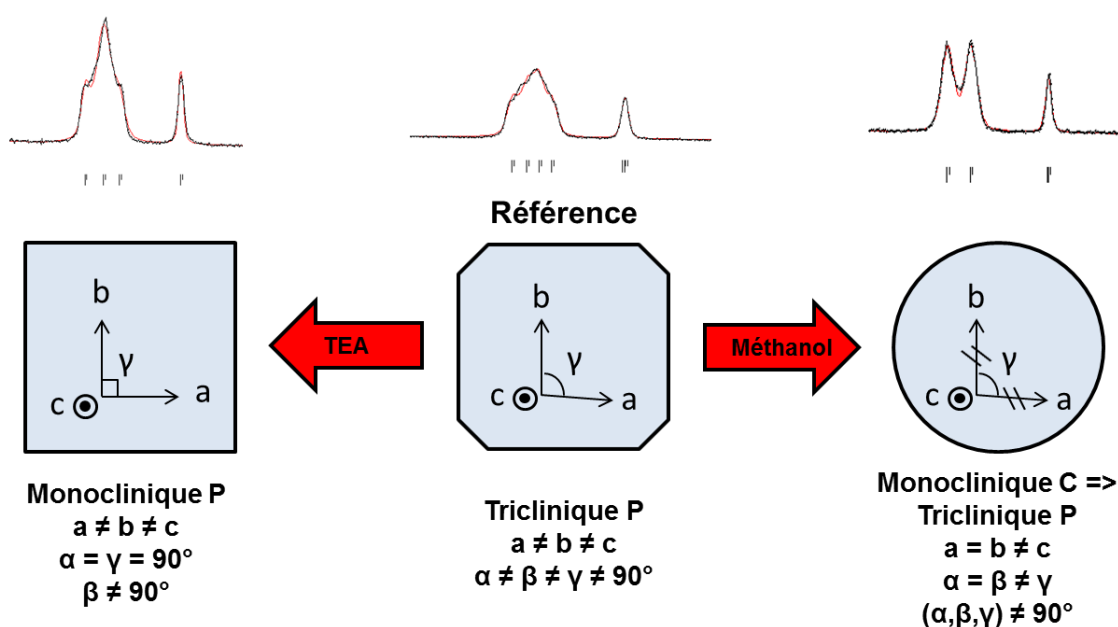 Référence
b
γ
c
a
TEA
b
γ
c
a
Méthanol
b
γ
c
a
Monoclinique P
a ≠ b ≠ c
α = γ = 90°
β ≠ 90°
Triclinique P
a ≠ b ≠ c
α ≠ β ≠ γ ≠ 90°
Monoclinique C =>
Triclinique P
a = b ≠ c
α = β ≠ γ
(α,β,γ) ≠ 90°